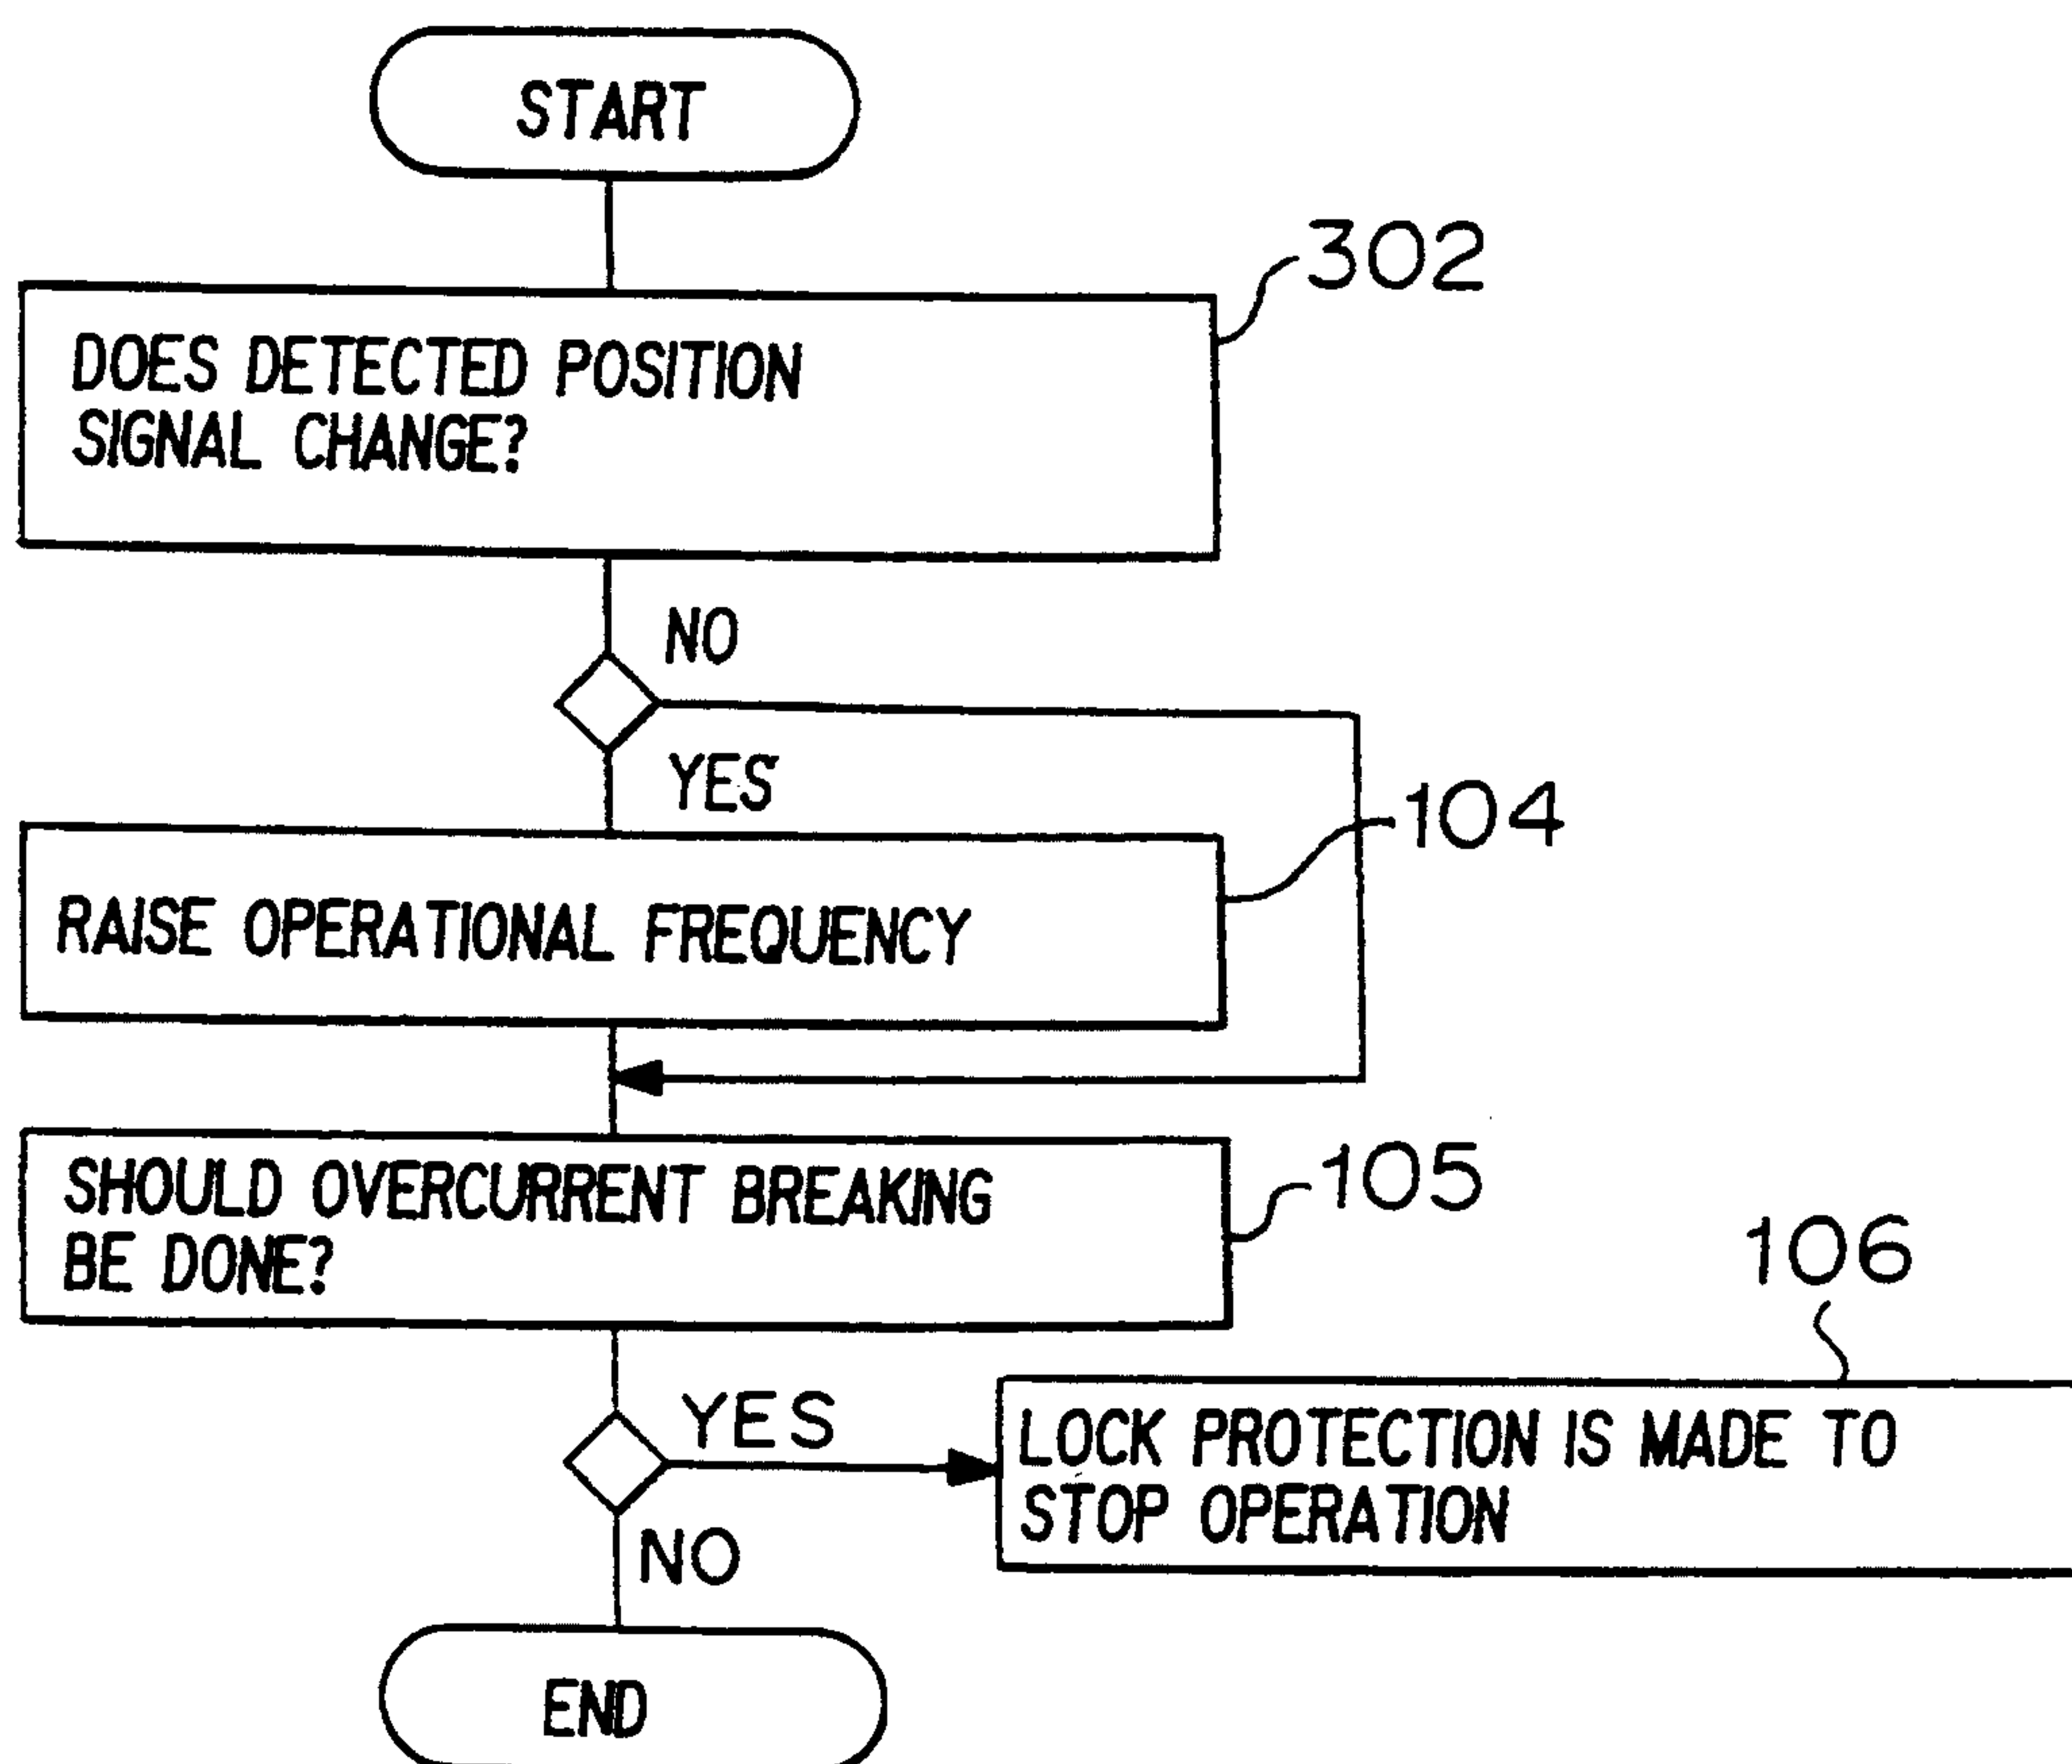 START
302
DOES DETECTED POSITION
SIGNAL CHANGE?
NO
YES
104
RAISE OPERATIONAL FREQUENCY
105
SHOULD OVERCURRENT BREAKING
BE DONE?
106
YES
LOCK PROTECTION IS MADE TO
STOP OPERATION
NO
END